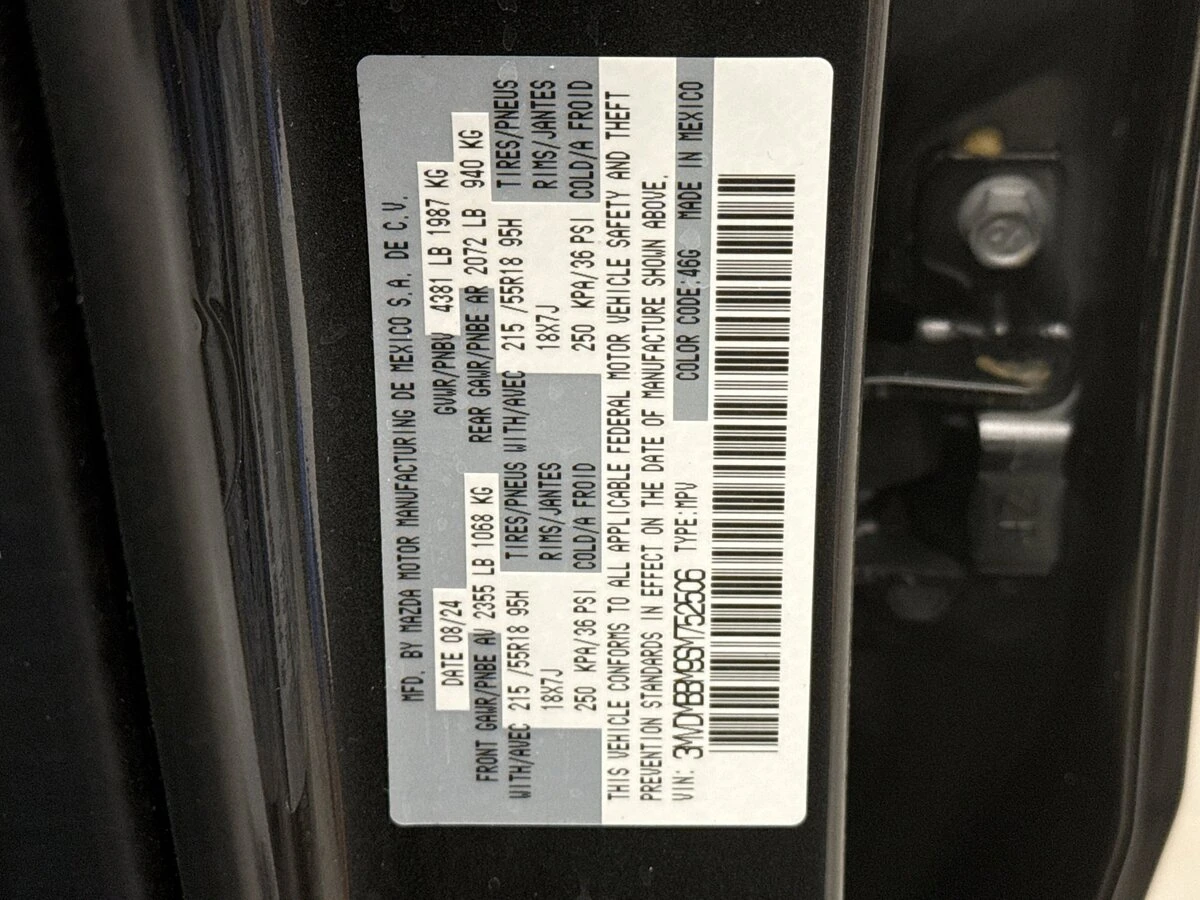 MFD. BY MAZDA MOTOR MANUFACTURING DE MEXICO S.A. DE C.V.
DATE 08/24 GVWR/PNBV 4381 LB 1987 KG
FRONT GAWR/PNBE AV 2355 LB 1068 KG REAR GAWR/PNBE AR 2072 LB 940 KG
WITH/AVEC 215 /55R18 95H TIRES/PNEUS WITH/AVEC 215 /55R18 95H TIRES/PNEUS
18X7J RIMS/JANTES 18X7J RIMS/JANTES
250 KPA/36 PSI COLD/A FROID 250 KPA/36 PSI COLD/A FROID
THIS VEHICLE CONFORMS TO ALL APPLICABLE FEDERAL MOTOR VEHICLE SAFETY AND THEFT
PREVENTION STANDARDS IN EFFECT ON THE DATE OF MANUFACTURE SHOWN ABOVE.
VIN: 3MVDMBBM9SM752506 TYPE:MPV COLOR CODE:46G MADE IN MEXICO